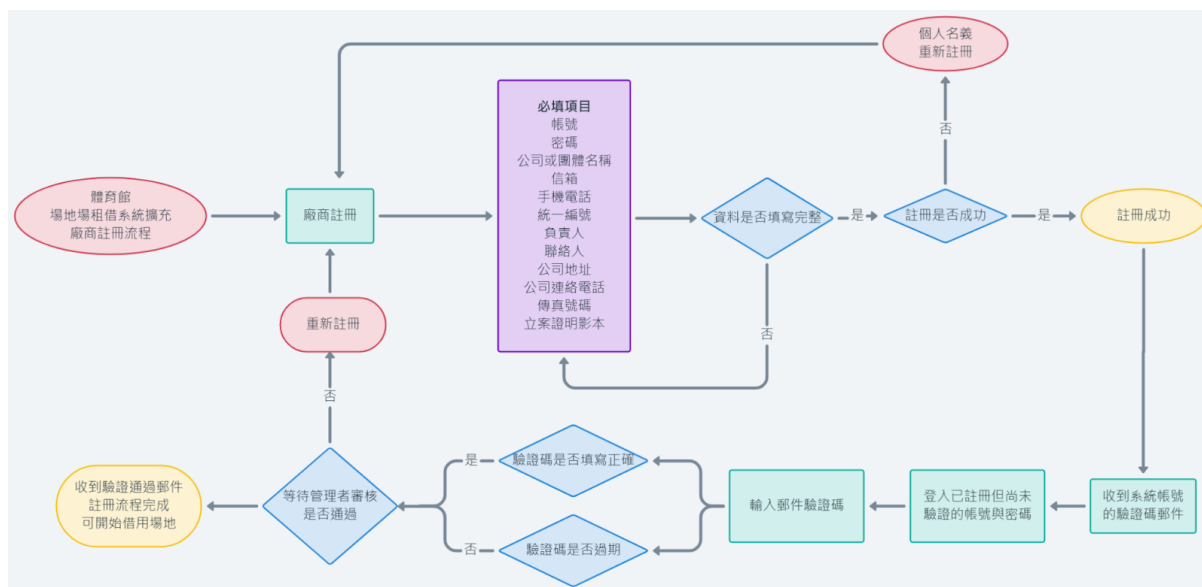 體育館
場地場租借系統擴充
廠商註冊流程
廠商註冊
必填項目
帳號
密碼
公司或團體名稱
信箱
手機電話
統一編號
負責人
聯絡人
公司地址
公司連絡電話
傳真號碼
立案證明影本
資料是否填寫完整
是
否
註冊是否成功
否
個人名義
重新註冊
是
註冊成功
收到系統帳號
的驗證碼郵件
登入已註冊但尚未
驗證的帳號與密碼
輸入郵件驗證碼
驗證碼是否填寫正確
是
驗證碼是否過期
否
等待管理者審核
是否通過
否
重新註冊
收到驗證通過郵件
註冊流程完成
可開始借用場地